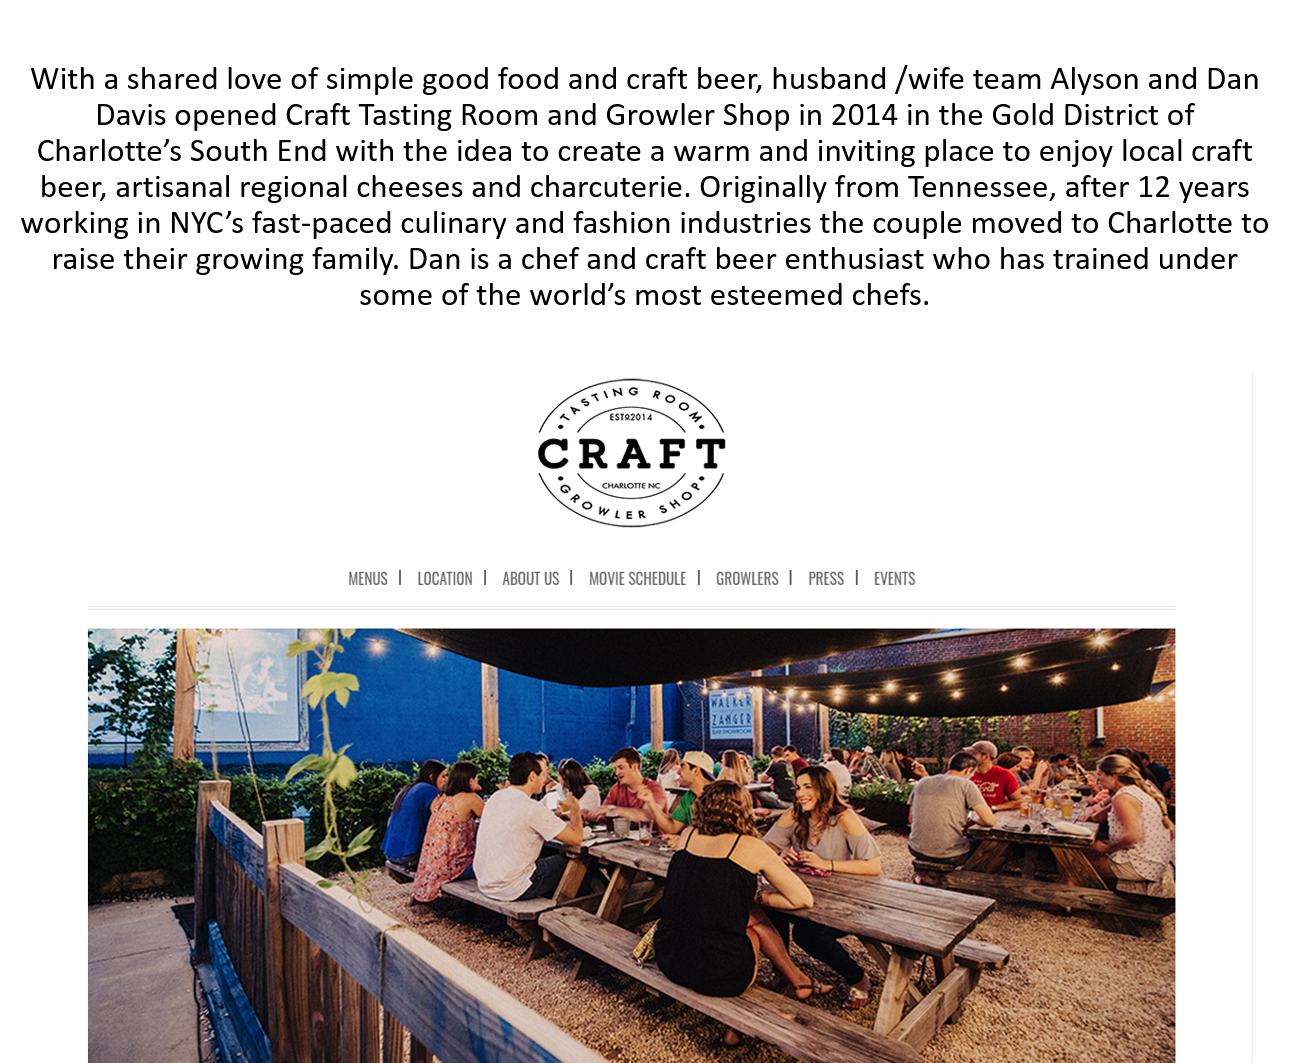 With a shared love of simple good food and craft beer, husband /wife team Alyson and Dan
Davis opened Craft Tasting Room and Growler Shop in 2014 in the Gold District of
Charlotte’s South End with the idea to create a warm and inviting place to enjoy local craft
beer, artisanal regional cheeses and charcuterie. Originally from Tennessee, after 12 years
working in NYC’s fast-paced culinary and fashion industries the couple moved to Charlotte to
raise their growing family. Dan is a chef and craft beer enthusiast who has trained under
some of the world’s most esteemed chefs.
• TASTING ROOM •
ESTD2014
CRAFT
CHARLOTTE NC
• GROWLER SHOP •
MENUS | LOCATION | ABOUT US | MOVIE SCHEDULE | GROWLERS | PRESS | EVENTS
WALKER
ZANGER
SLAB SHOWROOM